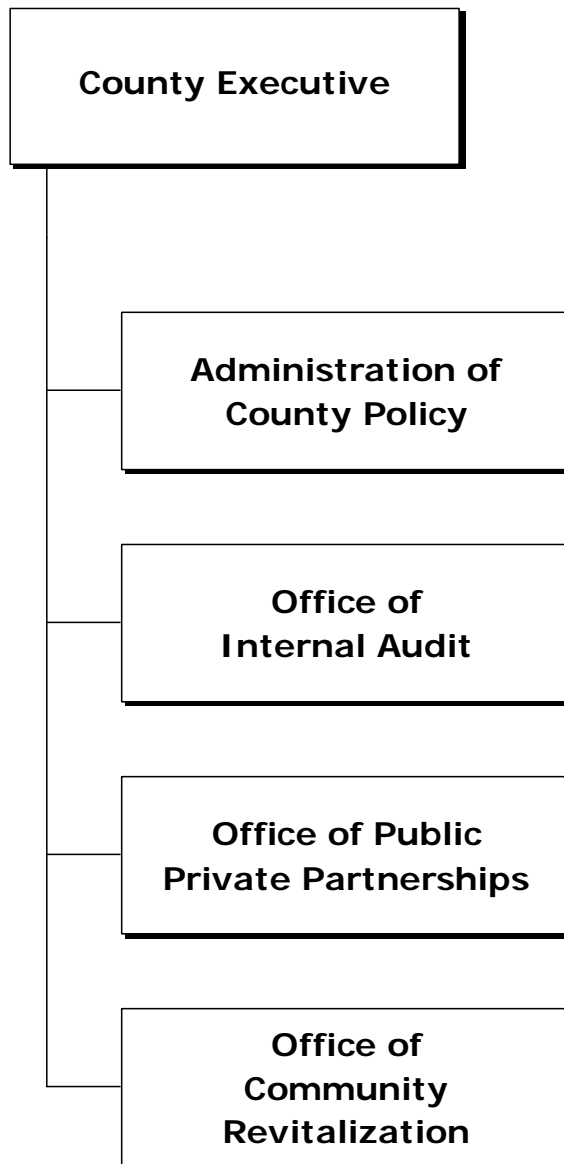 County Executive
Administration of
County Policy
Office of
Internal Audit
Office of Public
Private Partnerships
Office of
Community
Revitalization